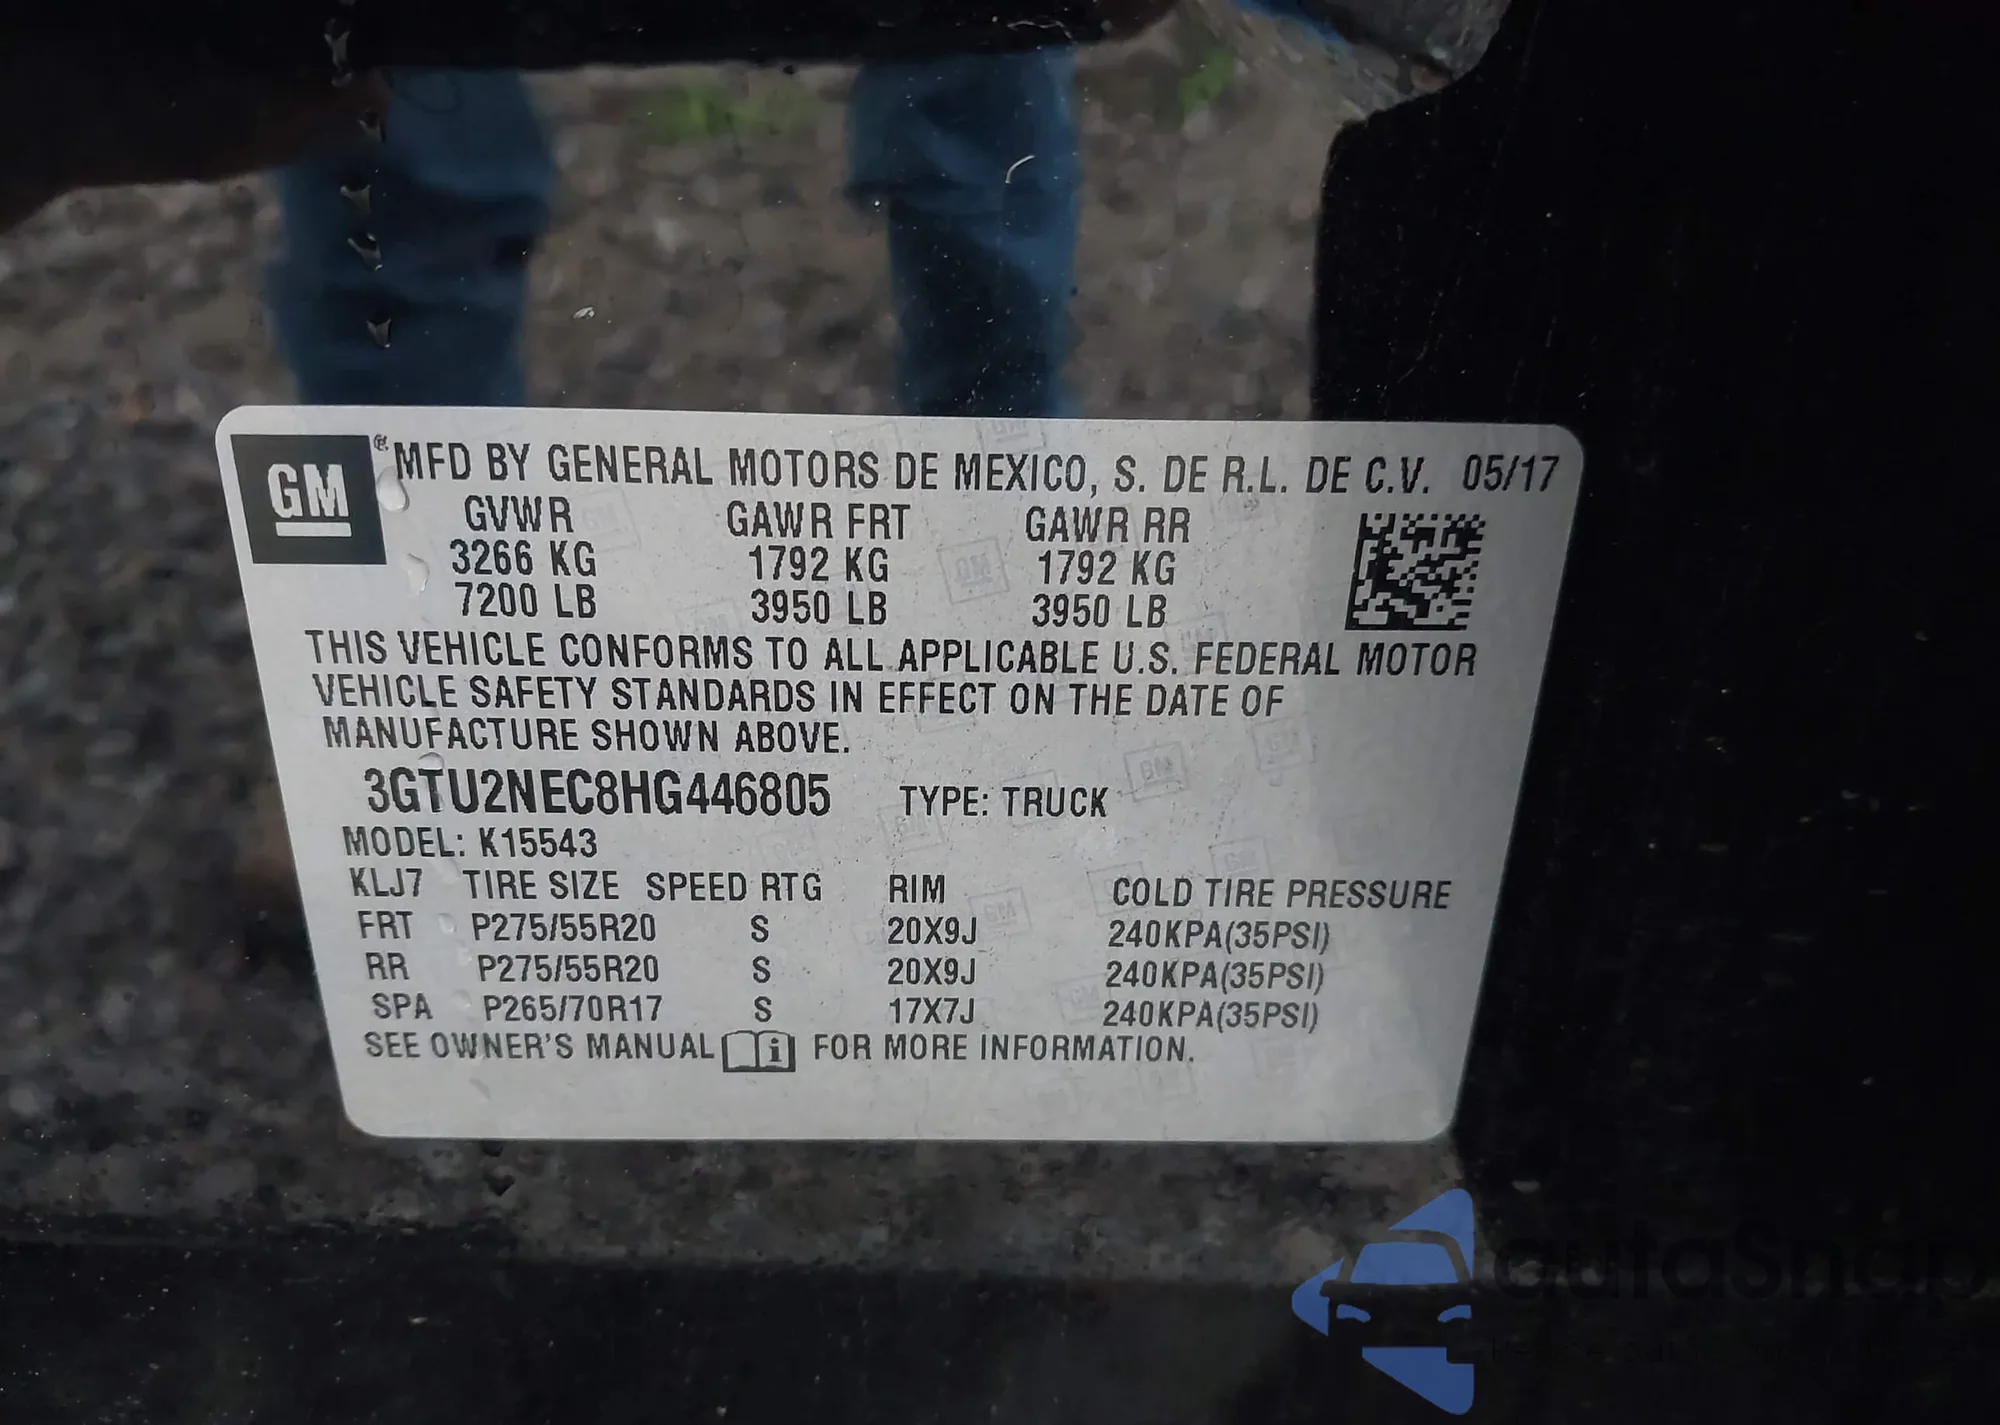 GM ® MFD BY GENERAL MOTORS DE MEXICO, S. DE R.L. DE C.V. 05/17
GVWR GAWR FRT GAWR RR
3266 KG 1792 KG 1792 KG
7200 LB 3950 LB 3950 LB
THIS VEHICLE CONFORMS TO ALL APPLICABLE U.S. FEDERAL MOTOR
VEHICLE SAFETY STANDARDS IN EFFECT ON THE DATE OF
MANUFACTURE SHOWN ABOVE.
3GTU2NEC8HG446805 TYPE: TRUCK
MODEL: K15543
KLJ7 TIRE SIZE SPEED RTG RIM COLD TIRE PRESSURE
FRT P275/55R20 S 20X9J 240KPA(35PSI)
RR P275/55R20 S 20X9J 240KPA(35PSI)
SPA P265/70R17 S 17X7J 240KPA(35PSI)
SEE OWNER'S MANUAL i FOR MORE INFORMATION.
autaSnap